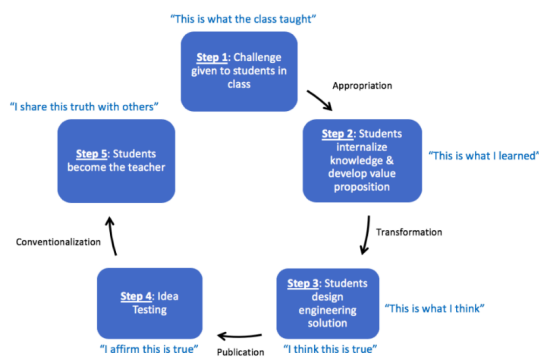 “This is what the class taught”
Step 1: Challenge
given to students in
class
Appropriation
“I share this truth with others”
Step 5: Students
become the teacher
Step 2: Students
internalize
knowledge &
develop value
proposition
“This is what I learned”
Transformation
Conventionalization
Step 4: Idea
Testing
Step 3: Students
design
engineering
solution
“This is what I think”
“I affirm this is true”
Publication
“I think this is true”